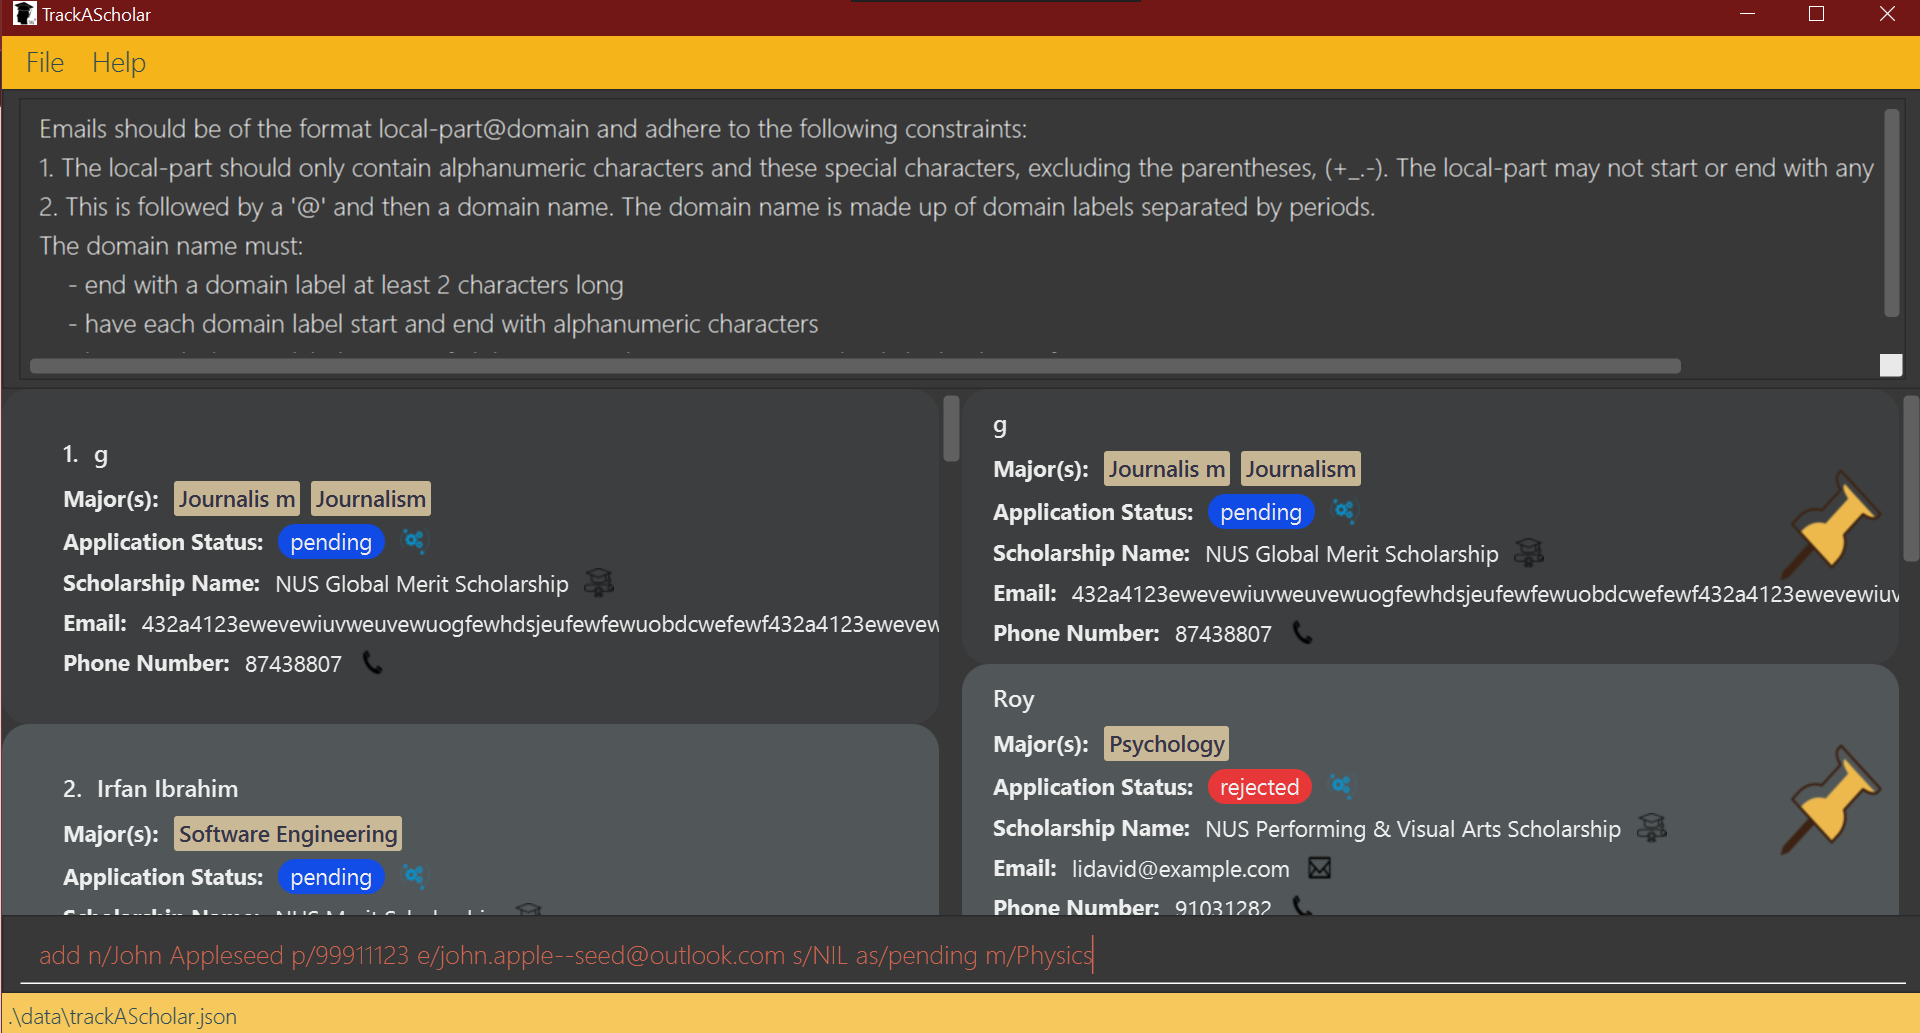 TrackAScholar
File Help
Emails should be of the format local-part@domain and adhere to the following constraints:
1. The local-part should only contain alphanumeric characters and these special characters, excluding the parentheses, (+_.-). The local-part may not start or end with any
2. This is followed by a '@' and then a domain name. The domain name is made up of domain labels separated by periods.
The domain name must:
- end with a domain label at least 2 characters long
- have each domain label start and end with alphanumeric characters
1. g
Major(s): Journalis m Journalism
Application Status: pending
Scholarship Name: NUS Global Merit Scholarship
Email: 432a4123ewevewiuvweuvewuogfewhdsjeufewfewuobdcwefewf432a4123ewevew
Phone Number: 87438807
2. Irfan Ibrahim
Major(s): Software Engineering
Application Status: pending
Scholarship Name: NUS Merit Scholarship
g
Major(s): Journalis m Journalism
Application Status: pending
Scholarship Name: NUS Global Merit Scholarship
Email: 432a4123ewevewiuvweuvewuogfewhdsjeufewfewuobdcwefewf432a4123ewevewiuv
Phone Number: 87438807
Roy
Major(s): Psychology
Application Status: rejected
Scholarship Name: NUS Performing & Visual Arts Scholarship
Email: lidavid@example.com
Phone Number: 91031282
add n/John Appleseed p/99911123 e/john.apple--seed@outlook.com s/NIL as/pending m/Physics
.\data\trackAScholar.json